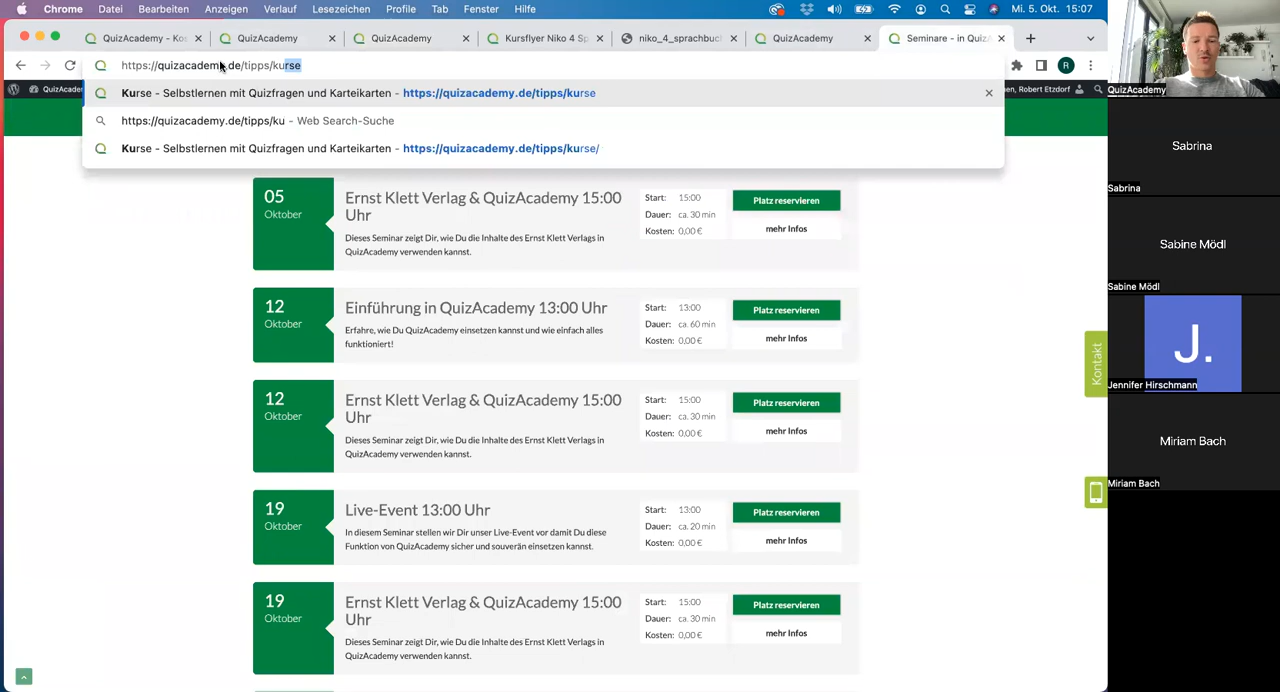 Chrome Bearbeiten Anzeigen Verlauf Lesezeichen Profile Tab Fenster Hilfe
Mi. 5. Okt. 15:07
QuizAcademy - Kos
QuizAcademy
QuizAcademy
Kursflyer Niko 4 Sp
niko_4_sprachbuc
QuizAcademy
Seminare - in Quiz
https://quizacademy.de/tipps/kurse
R
QuizAcademy
Kurse - Selbstlernen mit Quizfragen und Karteikarten - https://quizacademy.de/tipps/kurse
en, Robert Etzdorf
https://quizacademy.de/tipps/ku - Web Search-Suche
Kurse - Selbstlernen mit Quizfragen und Karteikarten - https://quizacademy.de/tipps/kurse/
05
Oktober
Ernst Klett Verlag & QuizAcademy 15:00
Uhr
Dieses Seminar zeigt Dir, wie Du die Inhalte des Ernst Klett Verlags in
QuizAcademy verwenden kannst.
Start: 15:00
Dauer: ca. 30 min
Kosten: 0,00 €
Platz reservieren
mehr Infos
12
Oktober
Einführung in QuizAcademy 13:00 Uhr
Erfahre, wie Du QuizAcademy einsetzen kannst und wie einfach alles
funktioniert!
Start: 13:00
Dauer: ca. 60 min
Kosten: 0,00 €
Platz reservieren
mehr Infos
12
Oktober
Ernst Klett Verlag & QuizAcademy 15:00
Uhr
Dieses Seminar zeigt Dir, wie Du die Inhalte des Ernst Klett Verlags in
QuizAcademy verwenden kannst.
Start: 15:00
Dauer: ca. 30 min
Kosten: 0,00 €
Platz reservieren
mehr Infos
19
Oktober
Live-Event 13:00 Uhr
In diesem Seminar stellen wir Dir unser Live-Event vor damit Du diese
Funktion von QuizAcademy sicher und souverän einsetzen kannst.
Start: 13:00
Dauer: ca. 20 min
Kosten: 0,00 €
Platz reservieren
mehr Infos
19
Oktober
Ernst Klett Verlag & QuizAcademy 15:00
Uhr
Dieses Seminar zeigt Dir, wie Du die Inhalte des Ernst Klett Verlags in
QuizAcademy verwenden kannst.
Start: 15:00
Dauer: ca. 30 min
Kosten: 0,00 €
Platz reservieren
mehr Infos
Kontakt
QuizAcademy
Sabrina
Sabrina
Sabine Mödl
Sabine Mödl
J.
Jennifer Hirschmann
Miriam Bach
Miriam Bach